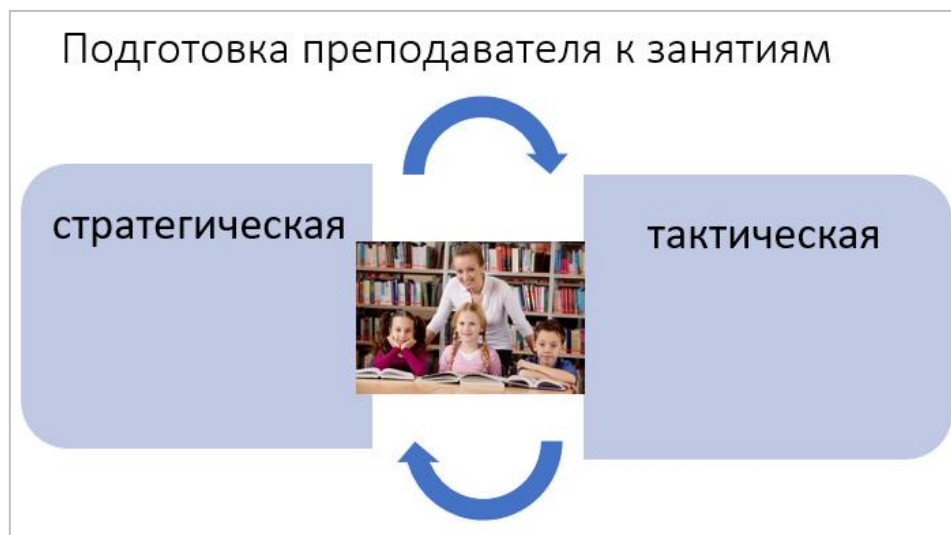 Подготовка преподавателя к занятиям
стратегическая
тактическая